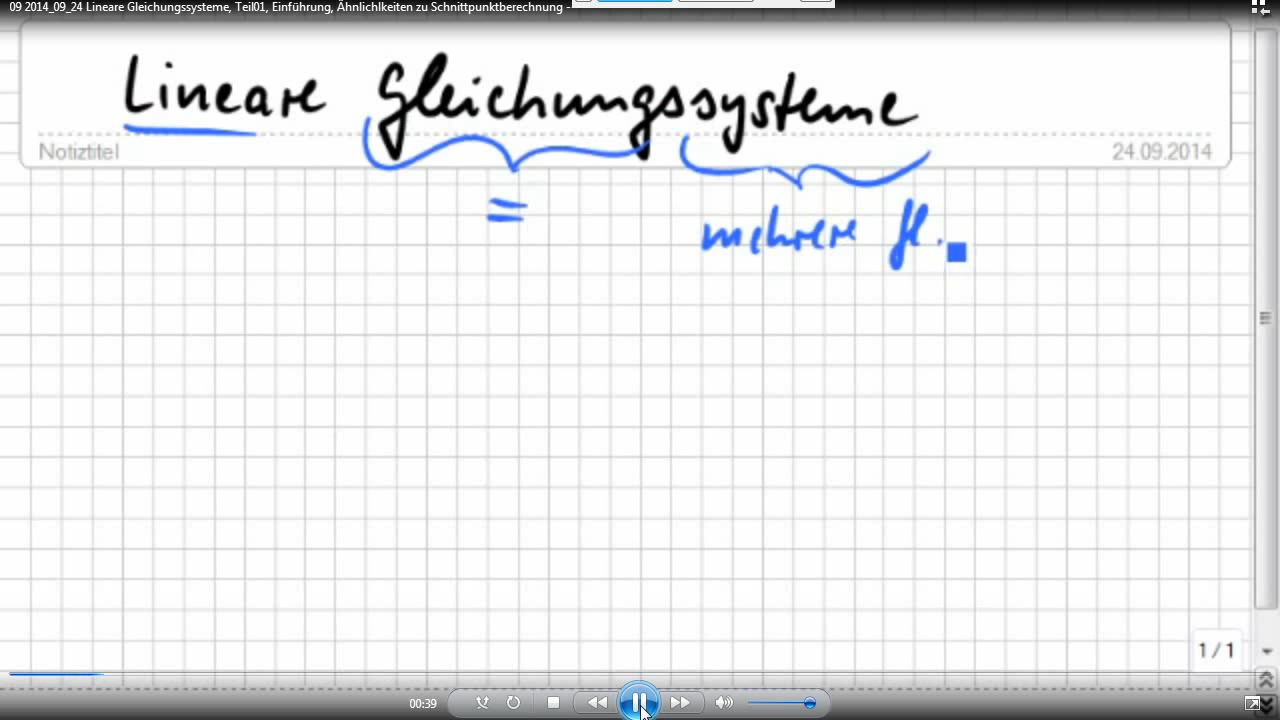 09 2014_09_24 Lineare Gleichungssysteme, Teil01, Einführung, Ähnlichlkeiten zu Schnittpunktberechnung -
Lineare Gleichungssysteme
Notiztitel 24.09.2014
= mehrere Gl.
1 / 1
00:39